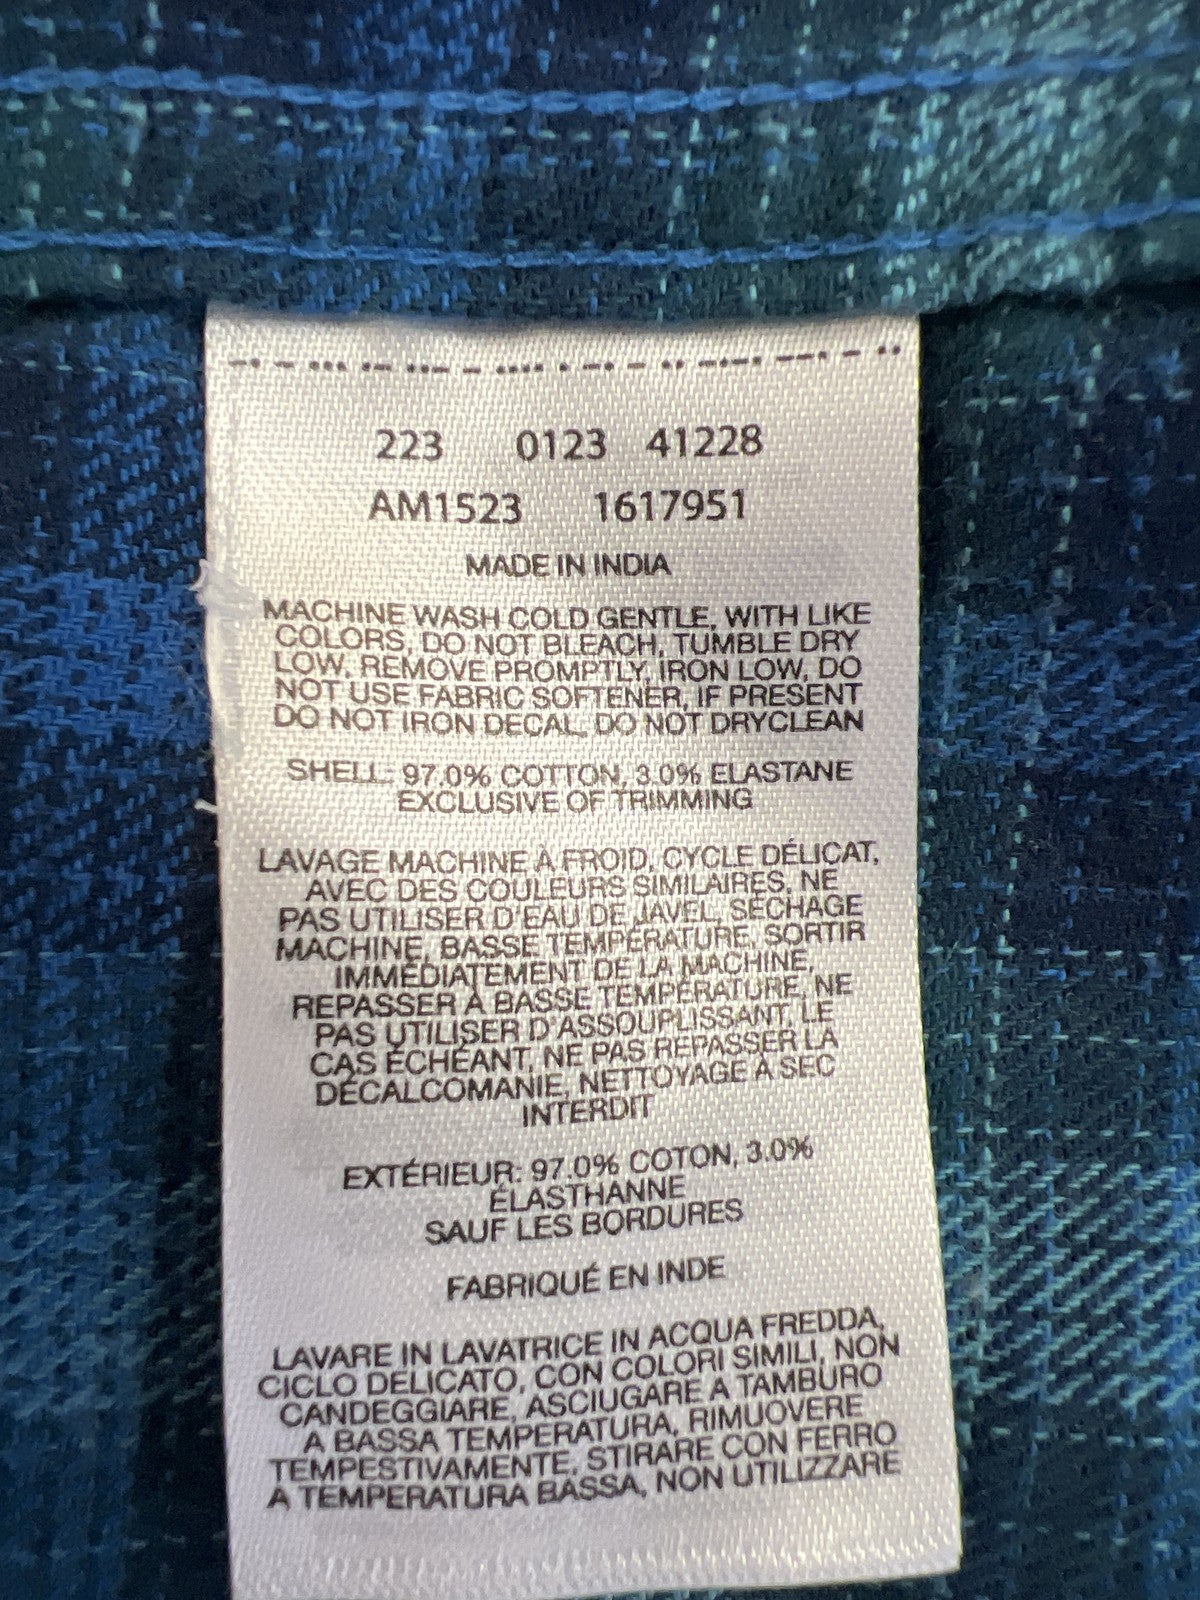 223 0123 41228
AM1523 1617951
MADE IN INDIA
MACHINE WASH COLD GENTLE, WITH LIKE
COLORS, DO NOT BLEACH, TUMBLE DRY
LOW, REMOVE PROMPTLY, IRON LOW, DO
NOT USE FABRIC SOFTENER, IF PRESENT
DO NOT IRON DECAL, DO NOT DRYCLEAN
SHELL: 97.0% COTTON, 3.0% ELASTANE
EXCLUSIVE OF TRIMMING
LAVAGE MACHINE À FROID, CYCLE DÉLICAT,
AVEC DES COULEURS SIMILAIRES, NE
PAS UTILISER D'EAU DE JAVEL, SÉCHAGE
MACHINE, BASSE TEMPÉRATURE, SORTIR
IMMÉDIATEMENT DE LA MACHINE,
REPASSER À BASSE TEMPÉRATURE, NE
PAS UTILISER D'ASSOUPLISSANT, LE
CAS ÉCHÉANT, NE PAS REPASSER LA
DÉCALCOMANIE, NETTOYAGE À SEC
INTERDIT
EXTÉRIEUR: 97.0% COTON, 3.0%
ÉLASTHANNE
SAUF LES BORDURES
FABRIQUÉ EN INDE
LAVARE IN LAVATRICE IN ACQUA FREDDA,
CICLO DELICATO, CON COLORI SIMILI, NON
CANDEGGIARE, ASCIUGARE A TAMBURO
A BASSA TEMPERATURA, RIMUOVERE
TEMPESTIVAMENTE, STIRARE CON FERRO
A TEMPERATURA BASSA, NON UTILIZZARE